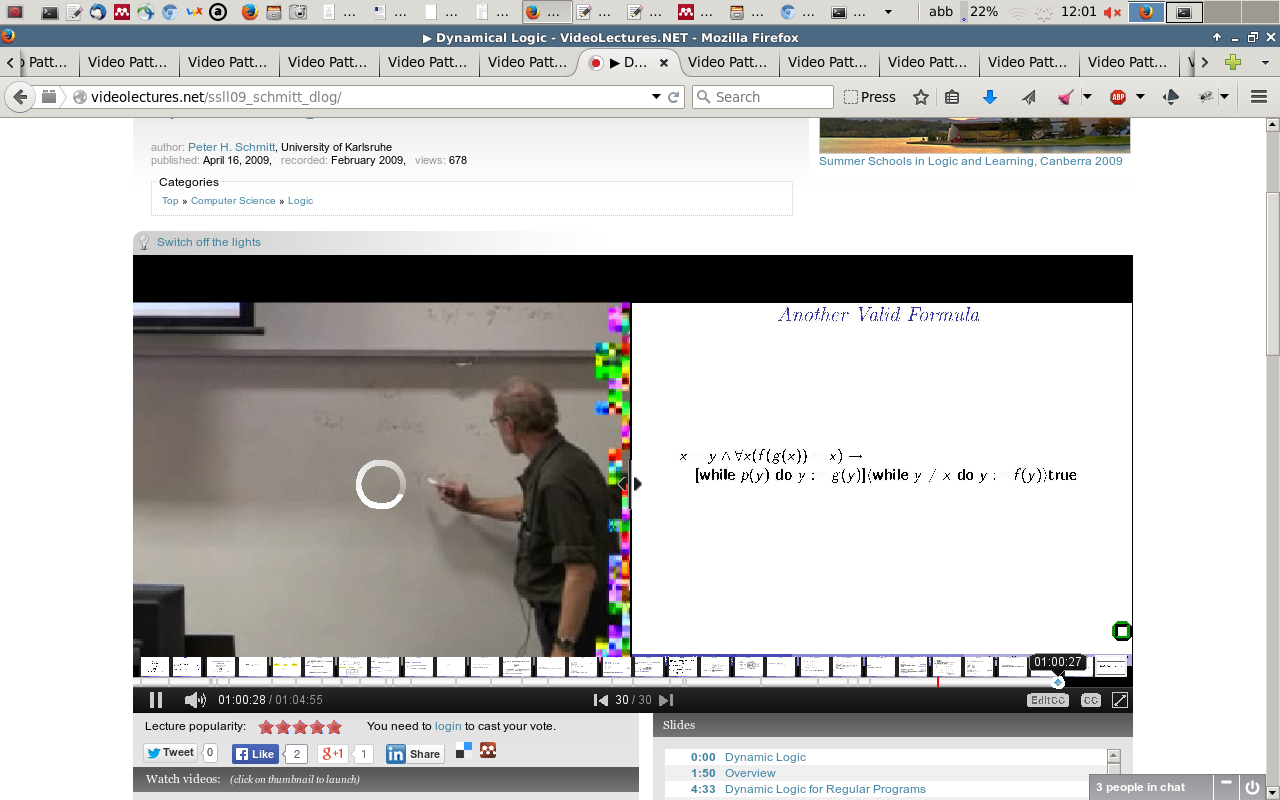 ... ... ... ... ... ... abb 22% 12:01
▶ Dynamical Logic - VideoLectures.NET - Mozilla Firefox
Patt... Video Patt... Video Patt... Video Patt... Video Patt... Video Patt... ▶ D... Video Patt... Video Patt... Video Patt... Video Patt... Video Patt...
videolectures.net/ssll09_schmitt_dlog/ Search Press ABP
author: Peter H. Schmitt, University of Karlsruhe
published: April 16, 2009, recorded: February 2009, views: 678
Summer Schools in Logic and Learning, Canberra 2009
Categories
Top » Computer Science » Logic
Switch off the lights
Another Valid Formula
x y ∧ ∀x(f(g(x)) x) →
[while p(y) do y : g(y)]⟨while y / x do y : f(y)⟩true
01:00:27
01:00:28 / 01:04:55 30 / 30 EditCC CC
Lecture popularity: You need to login to cast your vote.
Tweet 0 Like 2 g+1 1 in Share
Watch videos: (click on thumbnail to launch)
Slides
0:00 Dynamic Logic
1:50 Overview
4:33 Dynamic Logic for Regular Programs
3 people in chat